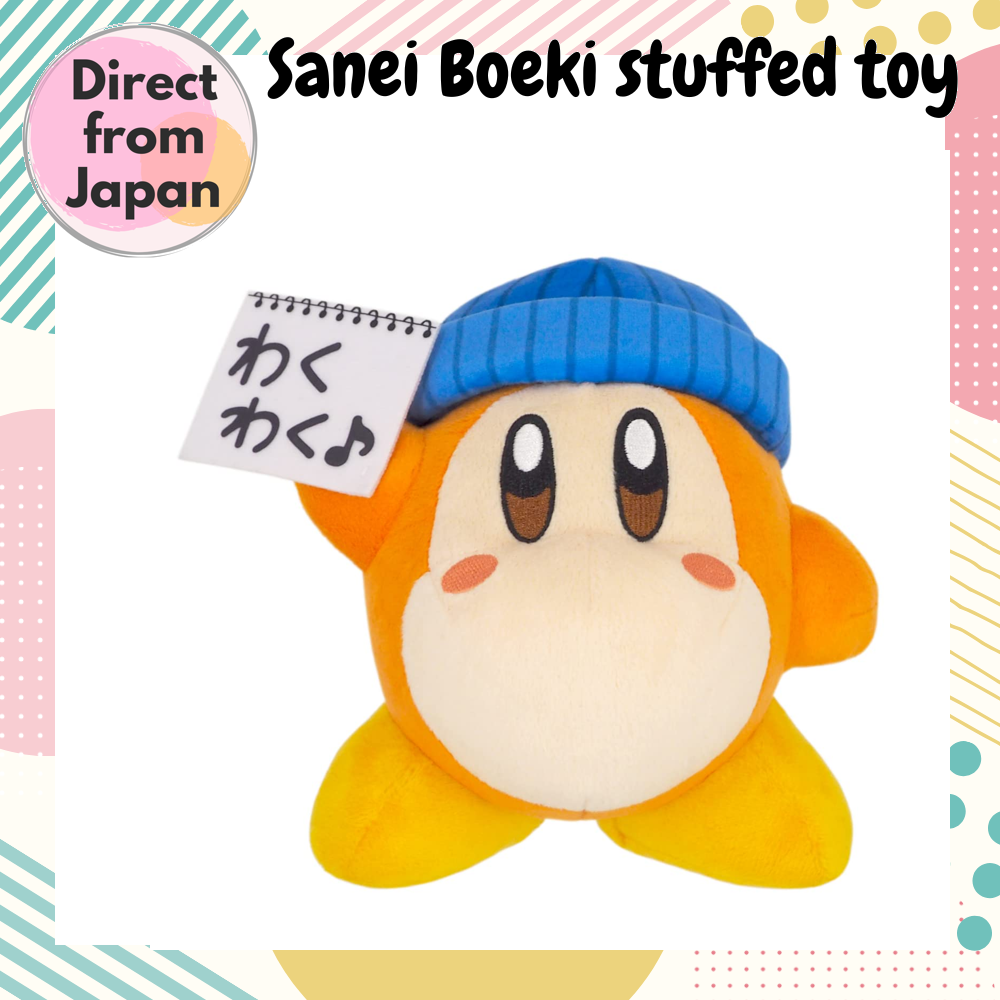 Direct
from
Japan
Sanei Boeki stuffed toy
わく
わく♪